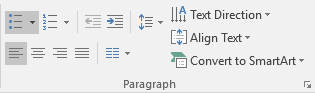 Text Direction
Align Text
Convert to SmartArt
Paragraph